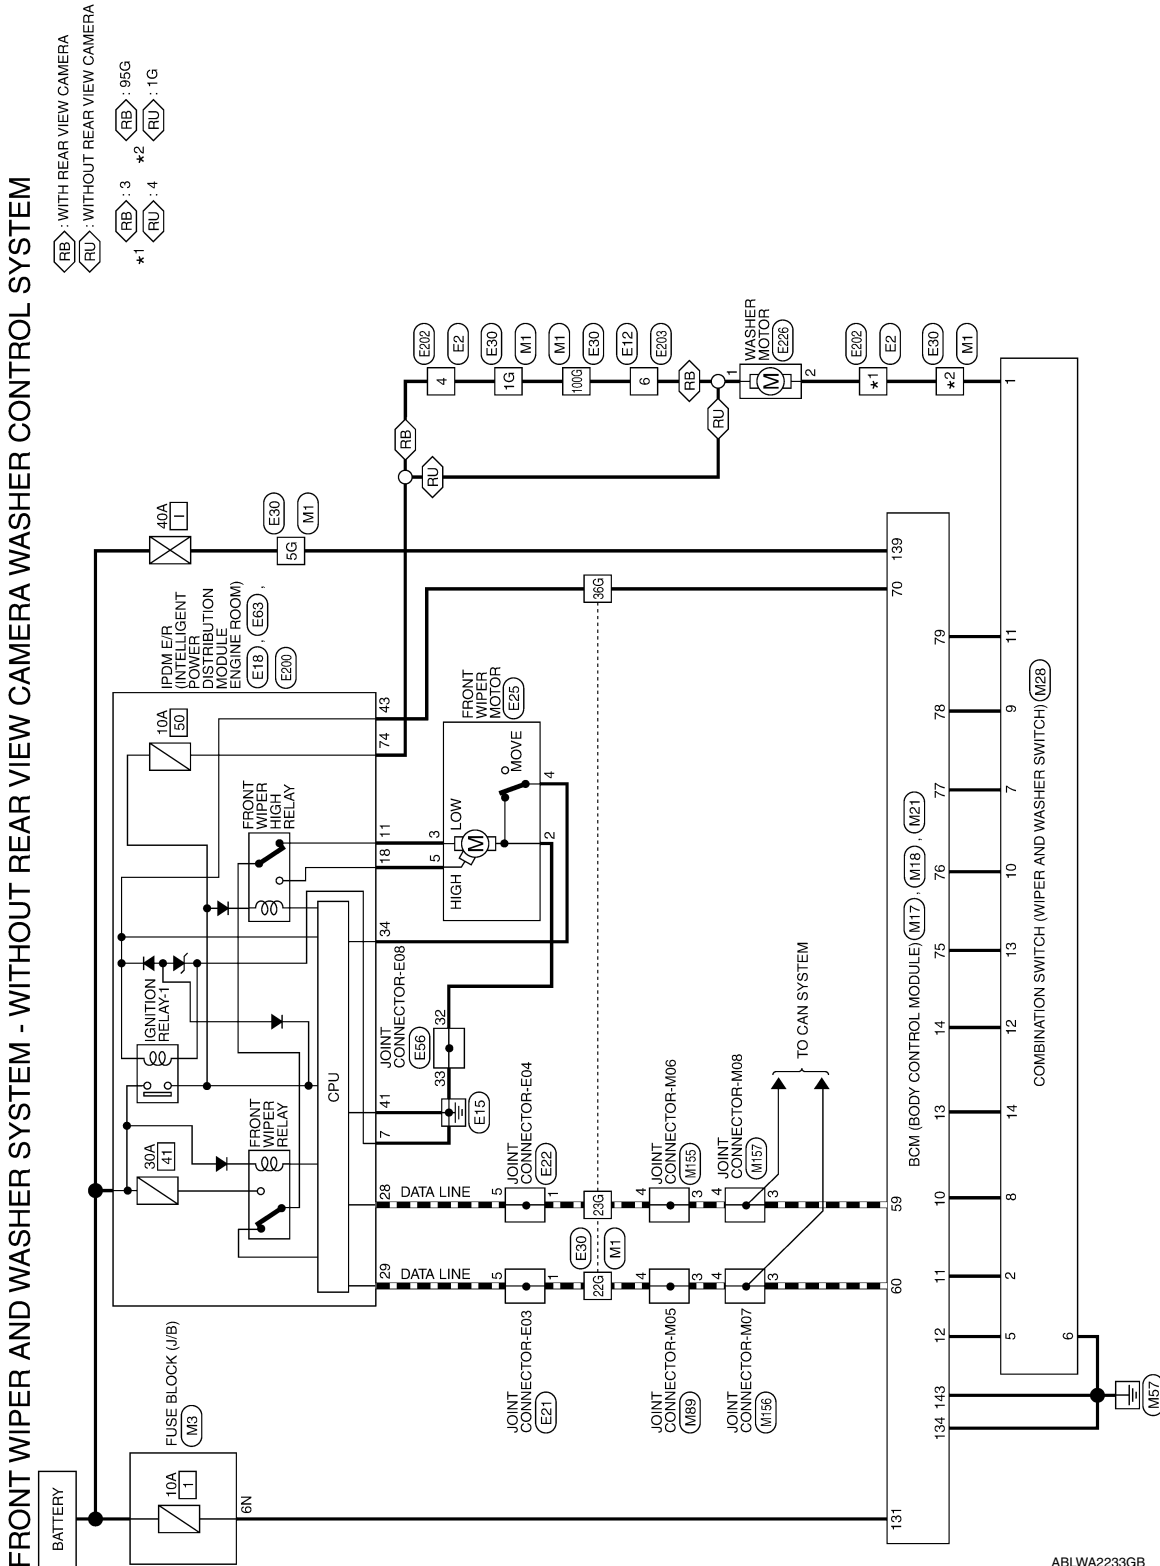 FRONT WIPER AND WASHER SYSTEM - WITHOUT REAR VIEW CAMERA WASHER CONTROL SYSTEM
RB : WITH REAR VIEW CAMERA
RU : WITHOUT REAR VIEW CAMERA
*1 RB : 3
RU : 4
*2 RB : 95G
RU : 1G
BATTERY
FUSE BLOCK (J/B)
M3
10A
1
6N
IPDM E/R
(INTELLIGENT
POWER
DISTRIBUTION
MODULE
ENGINE ROOM)
E18 , E63 ,
E200
30A
41
FRONT
WIPER
RELAY
IGNITION
RELAY-1
FRONT
WIPER
HIGH
RELAY
10A
50
CPU
40A
I
5G
E30
M1
29
28
7
41
34
18
11
74
43
DATA LINE
DATA LINE
E15
33
32
JOINT
CONNECTOR-E08
E56
FRONT
WIPER
MOTOR
E25
HIGH
LOW
5
3
M
MOVE
2
4
RB
RU
4
E202
E2
1G
E30
M1
100G
M1
E30
6
E12
E203
RB
RU
WASHER
MOTOR
E226
1
M
2
*1
E202
E2
*2
E30
M1
JOINT
CONNECTOR-E03
E21
5
1
JOINT
CONNECTOR-E04
E22
5
1
22G
E30
M1
23G
36G
JOINT
CONNECTOR-M05
M89
4
3
JOINT
CONNECTOR-M06
M155
4
3
JOINT
CONNECTOR-M07
M156
4
3
JOINT
CONNECTOR-M08
M157
4
3
TO CAN SYSTEM
131
60
59
70
139
BCM (BODY CONTROL MODULE) M17 , M18 , M21
134
143
12
11
10
13
14
75
76
77
78
79
5
2
8
14
12
13
10
7
9
11
1
6
COMBINATION SWITCH (WIPER AND WASHER SWITCH) M28
M57
ABLWA2233GB